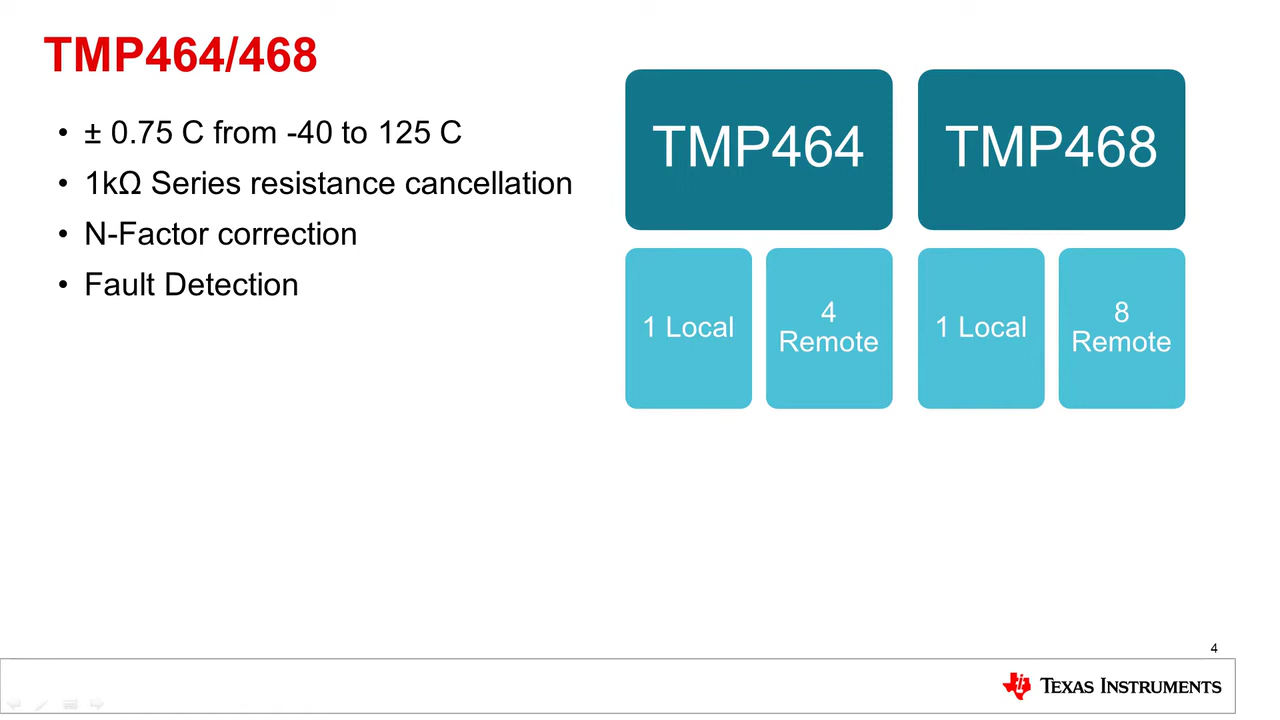 TMP464/468
• ± 0.75 C from -40 to 125 C
• 1kΩ Series resistance cancellation
• N-Factor correction
• Fault Detection
TMP464
TMP468
1 Local
4
Remote
1 Local
8
Remote
4
TEXAS INSTRUMENTS